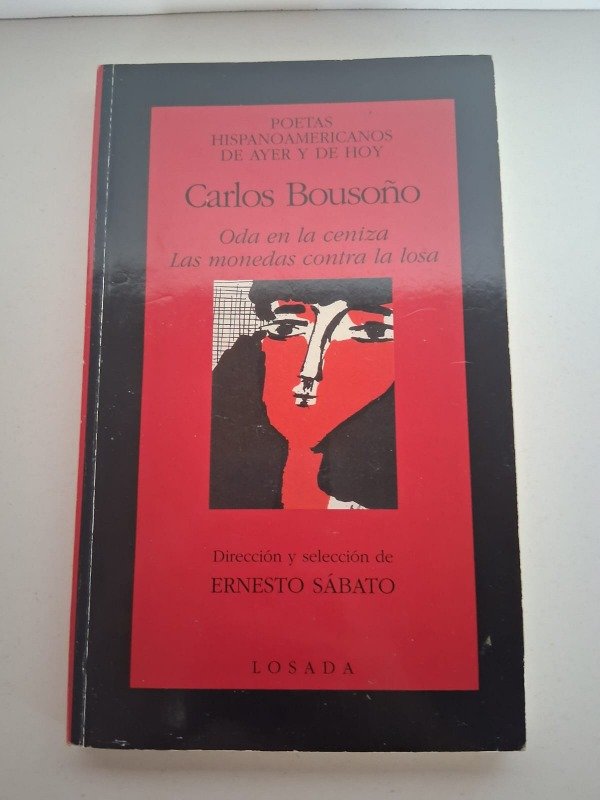 POETAS
HISPANOAMERICANOS
DE AYER Y DE HOY
Carlos Bousoño
Oda en la ceniza
Las monedas contra la losa
Dirección y selección de
ERNESTO SÁBATO
LOSADA